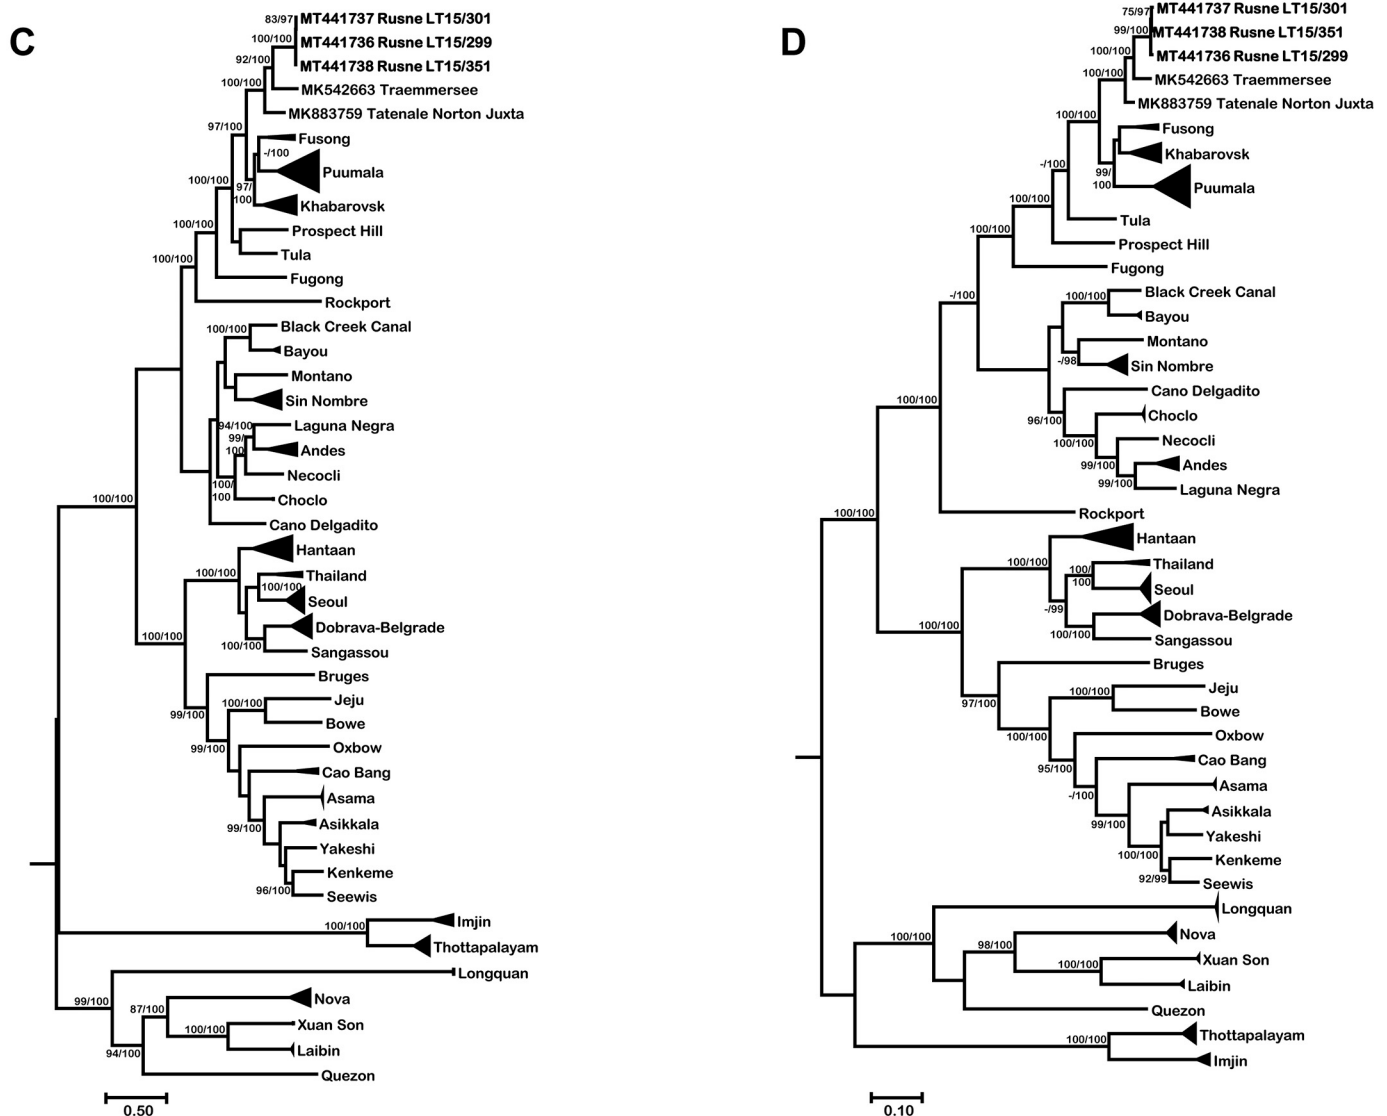 C
83/97
MT441737 Rusne LT15/301
100/100
MT441736 Rusne LT15/299
92/100
MT441738 Rusne LT15/351
100/100
MK542663 Traemmersee
MK883759 Tatenale Norton Juxta
97/100
Fusong
-/100
Puumala
100/100
97/
100
Khabarovsk
100/100
Prospect Hill
Tula
100/100
Fugong
Rockport
Black Creek Canal
100/100
Bayou
Montano
Sin Nombre
94/100
Laguna Negra
99/
100
Andes
Necocli
100/
100
Choclo
100/100
Cano Delgadito
Hantaan
100/100
Thailand
100/100
Seoul
Dobrava-Belgrade
100/100
100/100
Sangassou
Bruges
100/100
Jeju
99/100
Bowe
99/100
Oxbow
Cao Bang
Asama
99/100
Asikkala
Yakeshi
Kenkeme
96/100
Seewis
Imjin
100/100
Thottapalayam
Longquan
99/100
Nova
87/100
Xuan Son
100/100
Laibin
94/100
Quezon
0.50
D
75/97
MT441737 Rusne LT15/301
99/100
MT441738 Rusne LT15/351
100/100
MT441736 Rusne LT15/299
100/100
MK542663 Traemmersee
MK883759 Tatenale Norton Juxta
100/100
Fusong
Khabarovsk
-/100
99/
100
Puumala
100/100
Tula
100/100
Prospect Hill
Fugong
-/100
Black Creek Canal
100/100
Bayou
Montano
-/98
Sin Nombre
Cano Delgadito
100/100
96/100
Choclo
100/100
Necocli
99/100
Andes
99/100
Laguna Negra
100/100
Rockport
Hantaan
100/100
Thailand
100/
100
Seoul
-/99
Dobrava-Belgrade
100/100
100/100
Sangassou
Bruges
100/100
Jeju
97/100
Bowe
100/100
Oxbow
95/100
Cao Bang
-/100
Asama
99/100
Asikkala
Yakeshi
100/100
Kenkeme
92/99
Seewis
Longquan
100/100
Nova
98/100
Xuan Son
100/100
Laibin
Quezon
Thottapalayam
100/100
Imjin
0.10